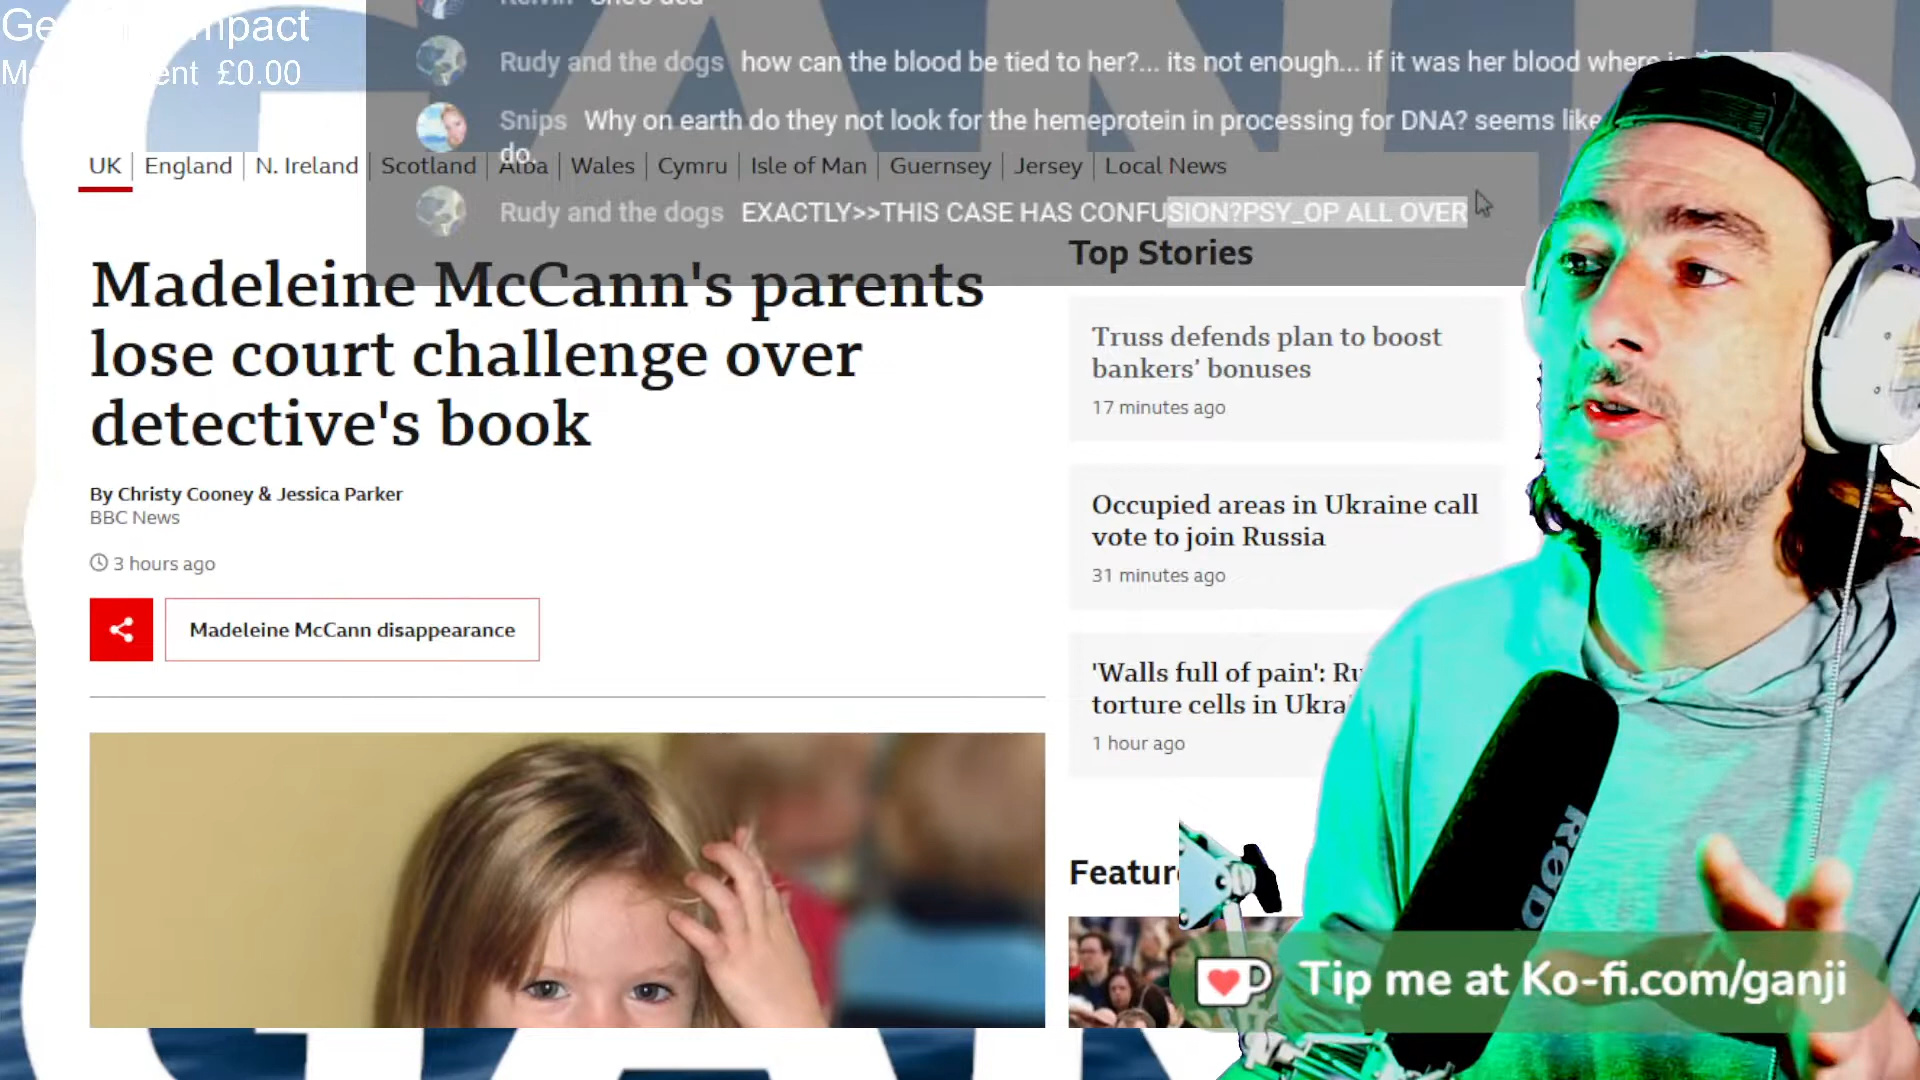 Kelvin She's ded
Rudy and the dogs how can the blood be tied to her?... its not enough... if it was her blood where
Snips Why on earth do they not look for the hemeprotein in processing for DNA? seems like
do.
Rudy and the dogs EXACTLY>>THIS CASE HAS CONFUSION?PSY_OP ALL OVER
£0.00
UK England N. Ireland Scotland Alba Wales Cymru Isle of Man Guernsey Jersey Local News
Madeleine McCann's parents
lose court challenge over
detective's book
By Christy Cooney & Jessica Parker
BBC News
3 hours ago
Madeleine McCann disappearance
Top Stories
Truss defends plan to boost
bankers' bonuses
17 minutes ago
Occupied areas in Ukraine call
vote to join Russia
31 minutes ago
'Walls full of pain':
torture cells in
1 hour ago
RØDE
Tip me at Ko-fi.com/ganji